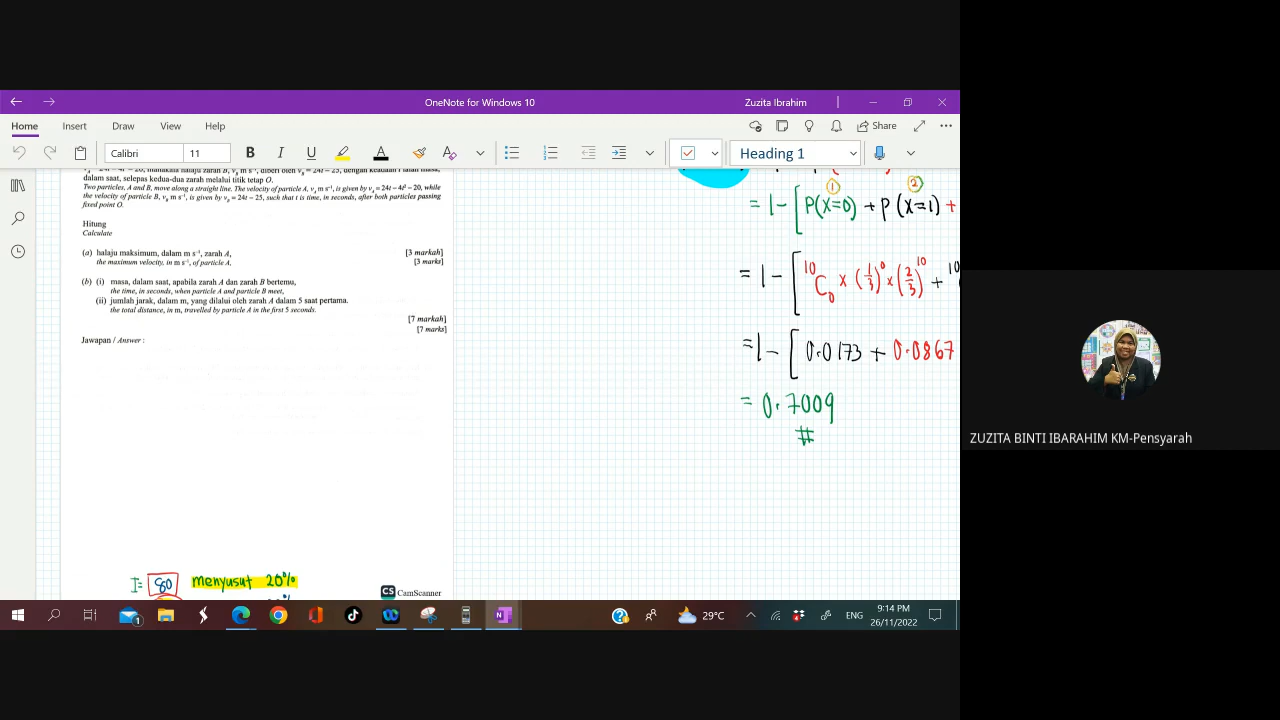 OneNote for Windows 10
Zuzita Ibrahim
Home Insert Draw View Help
Share
Calibri 11 B I U A
Heading 1
dalam saat, selepas kedua-dua zarah melalui titik tetap O.
Two particles, A and B, move along a straight line. The velocity of particle A, vₐ m s⁻¹, is given by vₐ = 24t – 4t² – 20, while
the velocity of particle B, v_B m s⁻¹, is given by v_B = 24t – 25, such that t is time, in seconds, after both particles passing
fixed point O.
Hitung
Calculate
(a) halaju maksimum, dalam m s⁻¹, zarah A, [3 markah]
the maximum velocity, in m s⁻¹, of particle A, [3 marks]
(b) (i) masa, dalam saat, apabila zarah A dan zarah B bertemu,
the time, in seconds, when particle A and particle B meet,
(ii) jumlah jarak, dalam m, yang dilalui oleh zarah A dalam 5 saat pertama.
the total distance, in m, travelled by particle A in the first 5 seconds.
[7 markah]
[7 marks]
Jawapan / Answer :
I = 80 menyusut 20%
CS CamScanner
1 2
= 1 – [P(X=0) + P(X=1) +
= 1 – [¹⁰C₀ × (1/3)⁰ × (2/3)¹⁰ + 10
= 1 – [0.0173 + 0.0867
= 0.7009
#
ZUZITA BINTI IBARAHIM KM-Pensyarah
29°C
ENG
9:14 PM
26/11/2022